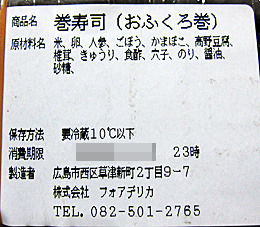 商品名 巻寿司(おふくろ巻)
原材料名 米、卵、人参、ごぼう、かまぼこ、高野豆腐、
椎茸、きゅうり、食酢、穴子、のり、醤油、
砂糖、
保存方法 要冷蔵10℃以下
消費期限 23時
製造者 広島市西区草津新町2丁目9-7
株式会社 フォアデリカ
TEL. 082-501-2765